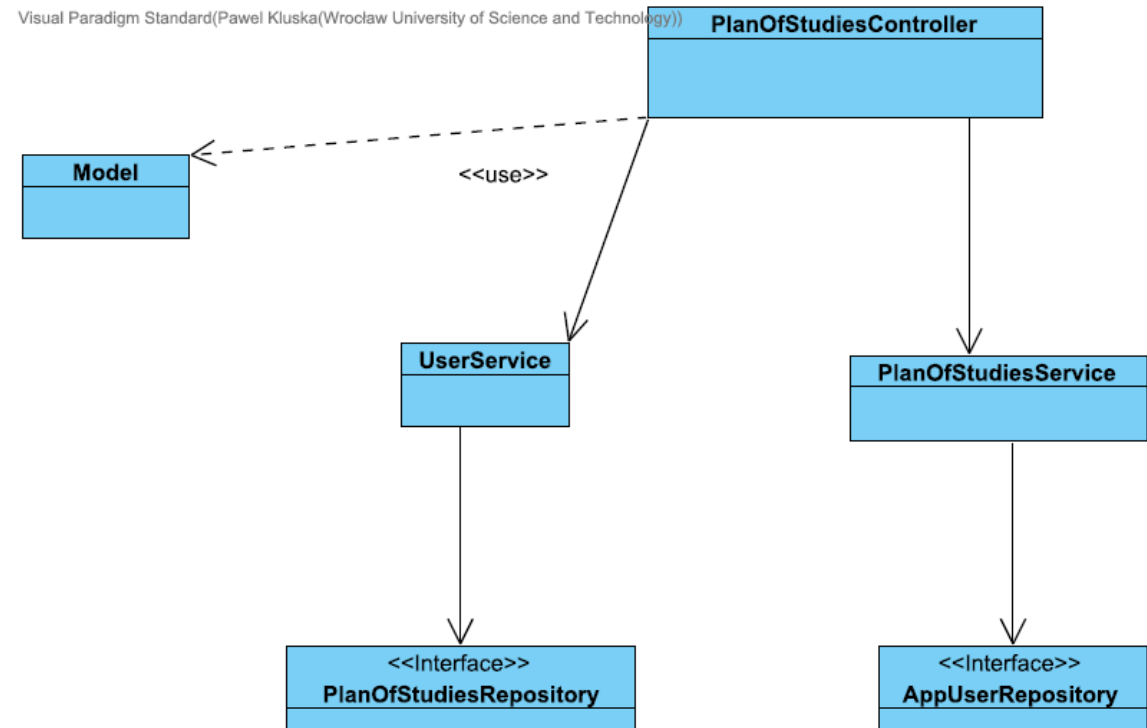 Visual Paradigm Standard(Pawel Kluska(Wrocław University of Science and Technology))
PlanOfStudiesController
Model
<<use>>
UserService
PlanOfStudiesService
<<Interface>>
PlanOfStudiesRepository
<<Interface>>
AppUserRepository